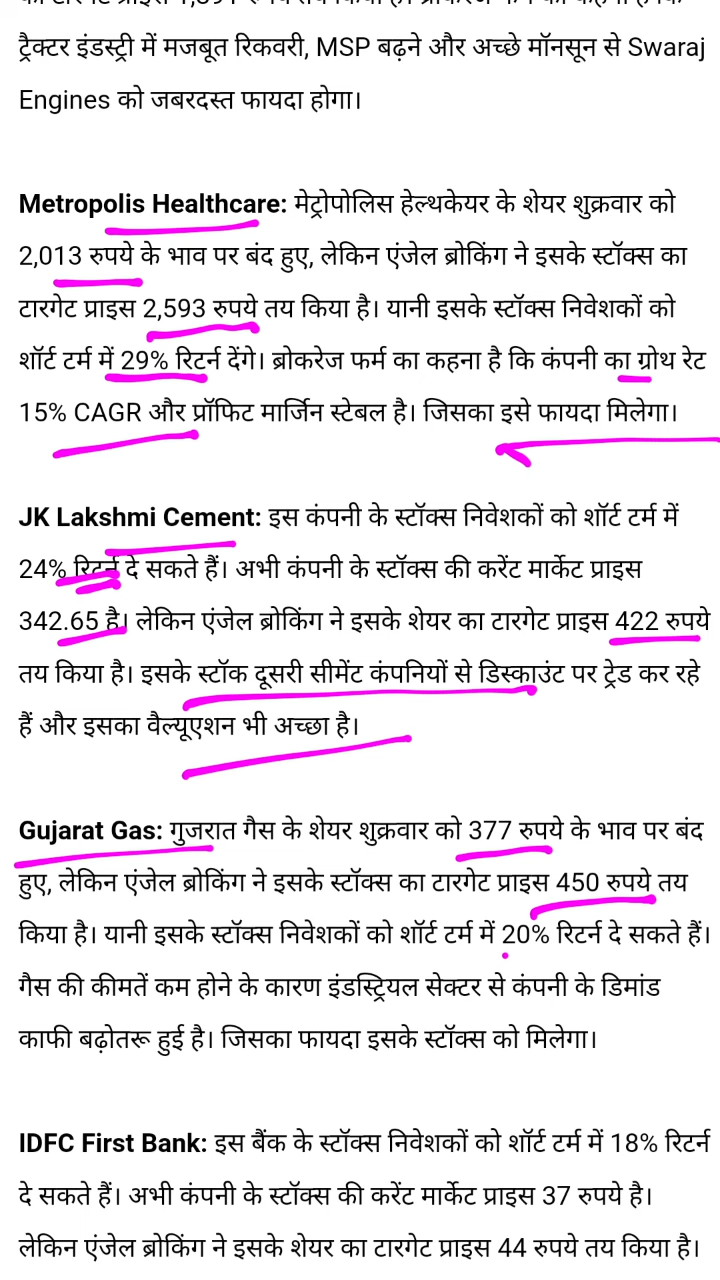 ट्रैक्टर इंडस्ट्री में मजबूत रिकवरी, MSP बढ़ने और अच्छे मॉनसून से Swaraj
Engines को जबरदस्त फायदा होगा।
Metropolis Healthcare: मेट्रोपोलिस हेल्थकेयर के शेयर शुक्रवार को
2,013 रुपये के भाव पर बंद हुए, लेकिन एंजेल ब्रोकिंग ने इसके स्टॉक्स का
टारगेट प्राइस 2,593 रुपये तय किया है। यानी इसके स्टॉक्स निवेशकों को
शॉर्ट टर्म में 29% रिटर्न देंगे। ब्रोकरेज फर्म का कहना है कि कंपनी का ग्रोथ रेट
15% CAGR और प्रॉफिट मार्जिन स्टेबल है। जिसका इसे फायदा मिलेगा।
JK Lakshmi Cement: इस कंपनी के स्टॉक्स निवेशकों को शॉर्ट टर्म में
24% रिटर्न दे सकते हैं। अभी कंपनी के स्टॉक्स की करेंट मार्केट प्राइस
342.65 है। लेकिन एंजेल ब्रोकिंग ने इसके शेयर का टारगेट प्राइस 422 रुपये
तय किया है। इसके स्टॉक दूसरी सीमेंट कंपनियों से डिस्काउंट पर ट्रेड कर रहे
हैं और इसका वैल्यूएशन भी अच्छा है।
Gujarat Gas: गुजरात गैस के शेयर शुक्रवार को 377 रुपये के भाव पर बंद
हुए, लेकिन एंजेल ब्रोकिंग ने इसके स्टॉक्स का टारगेट प्राइस 450 रुपये तय
किया है। यानी इसके स्टॉक्स निवेशकों को शॉर्ट टर्म में 20% रिटर्न दे सकते हैं।
गैस की कीमतें कम होने के कारण इंडस्ट्रियल सेक्टर से कंपनी के डिमांड
काफी बढ़ोतरू हुई है। जिसका फायदा इसके स्टॉक्स को मिलेगा।
IDFC First Bank: इस बैंक के स्टॉक्स निवेशकों को शॉर्ट टर्म में 18% रिटर्न
दे सकते हैं। अभी कंपनी के स्टॉक्स की करेंट मार्केट प्राइस 37 रुपये है।
लेकिन एंजेल ब्रोकिंग ने इसके शेयर का टारगेट प्राइस 44 रुपये तय किया है।